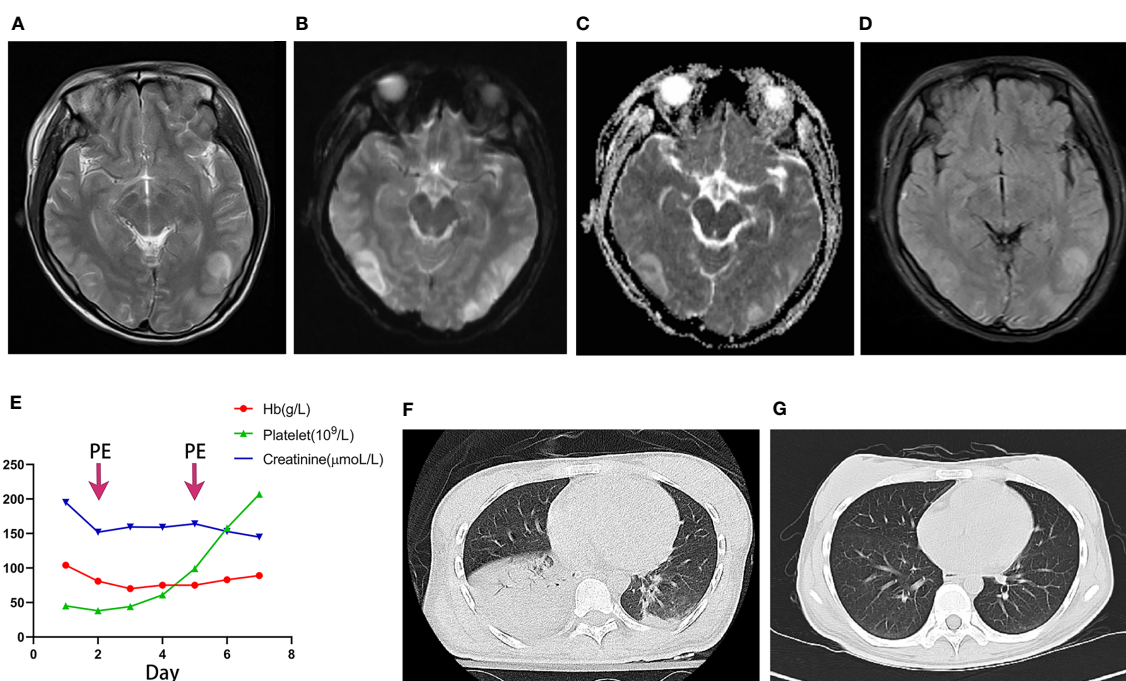 A
B
C
D
E
Hb(g/L)
Platelet(10⁹/L)
Creatinine(μmoL/L)
PE
PE
250
200
150
100
50
0
0
2
4
6
8
Day
F
G